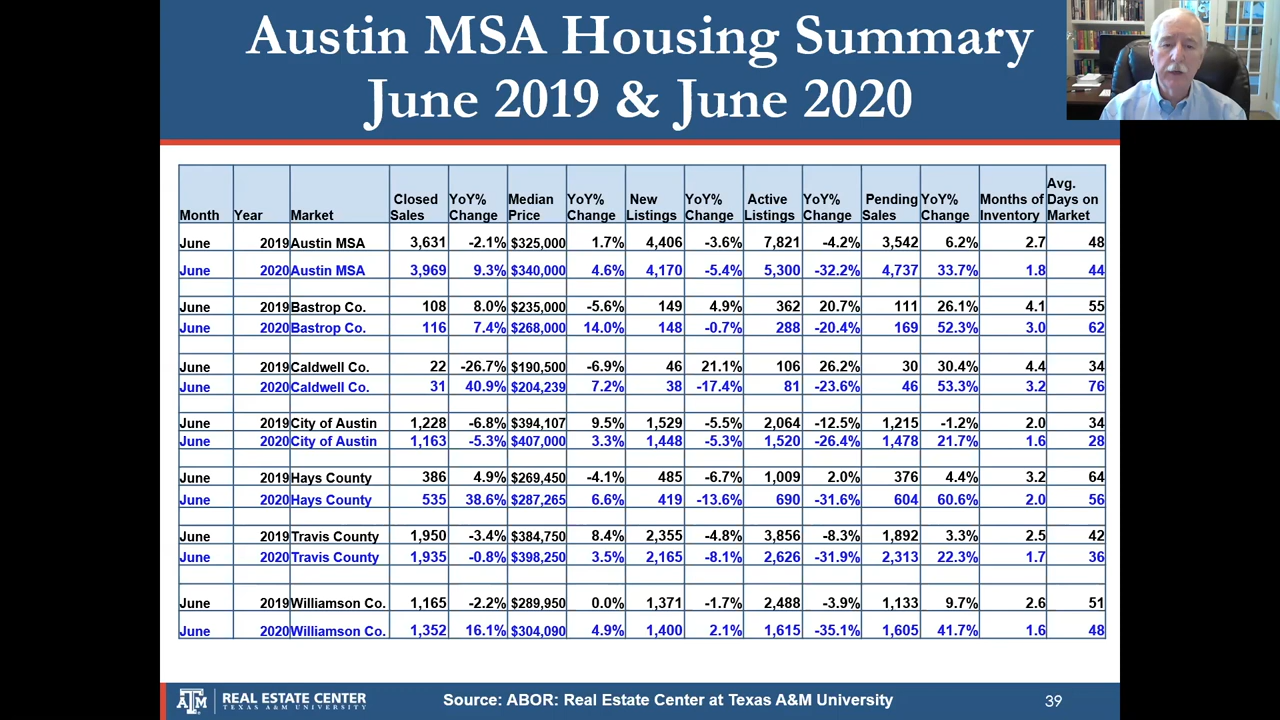 Austin MSA Housing Summary
June 2019 & June 2020
Month Year Market Closed Sales YoY% Change Median Price YoY% Change New Listings YoY% Change Active Listings YoY% Change Pending Sales YoY% Change Months of Inventory Avg. Days on Market
June 2019 Austin MSA 3,631 -2.1% $325,000 1.7% 4,406 -3.6% 7,821 -4.2% 3,542 6.2% 2.7 48
June 2020 Austin MSA 3,969 9.3% $340,000 4.6% 4,170 -5.4% 5,300 -32.2% 4,737 33.7% 1.8 44
June 2019 Bastrop Co. 108 8.0% $235,000 -5.6% 149 4.9% 362 20.7% 111 26.1% 4.1 55
June 2020 Bastrop Co. 116 7.4% $268,000 14.0% 148 -0.7% 288 -20.4% 169 52.3% 3.0 62
June 2019 Caldwell Co. 22 -26.7% $190,500 -6.9% 46 21.1% 106 26.2% 30 30.4% 4.4 34
June 2020 Caldwell Co. 31 40.9% $204,239 7.2% 38 -17.4% 81 -23.6% 46 53.3% 3.2 76
June 2019 City of Austin 1,228 -6.8% $394,107 9.5% 1,529 -5.5% 2,064 -12.5% 1,215 -1.2% 2.0 34
June 2020 City of Austin 1,163 -5.3% $407,000 3.3% 1,448 -5.3% 1,520 -26.4% 1,478 21.7% 1.6 28
June 2019 Hays County 386 4.9% $269,450 -4.1% 485 -6.7% 1,009 2.0% 376 4.4% 3.2 64
June 2020 Hays County 535 38.6% $287,265 6.6% 419 -13.6% 690 -31.6% 604 60.6% 2.0 56
June 2019 Travis County 1,950 -3.4% $384,750 8.4% 2,355 -4.8% 3,856 -8.3% 1,892 3.3% 2.5 42
June 2020 Travis County 1,935 -0.8% $398,250 3.5% 2,165 -8.1% 2,626 -31.9% 2,313 22.3% 1.7 36
June 2019 Williamson Co. 1,165 -2.2% $289,950 0.0% 1,371 -1.7% 2,488 -3.9% 1,133 9.7% 2.6 51
June 2020 Williamson Co. 1,352 16.1% $304,090 4.9% 1,400 2.1% 1,615 -35.1% 1,605 41.7% 1.6 48
ATM REAL ESTATE CENTER
TEXAS A&M UNIVERSITY
Source: ABOR: Real Estate Center at Texas A&M University
39